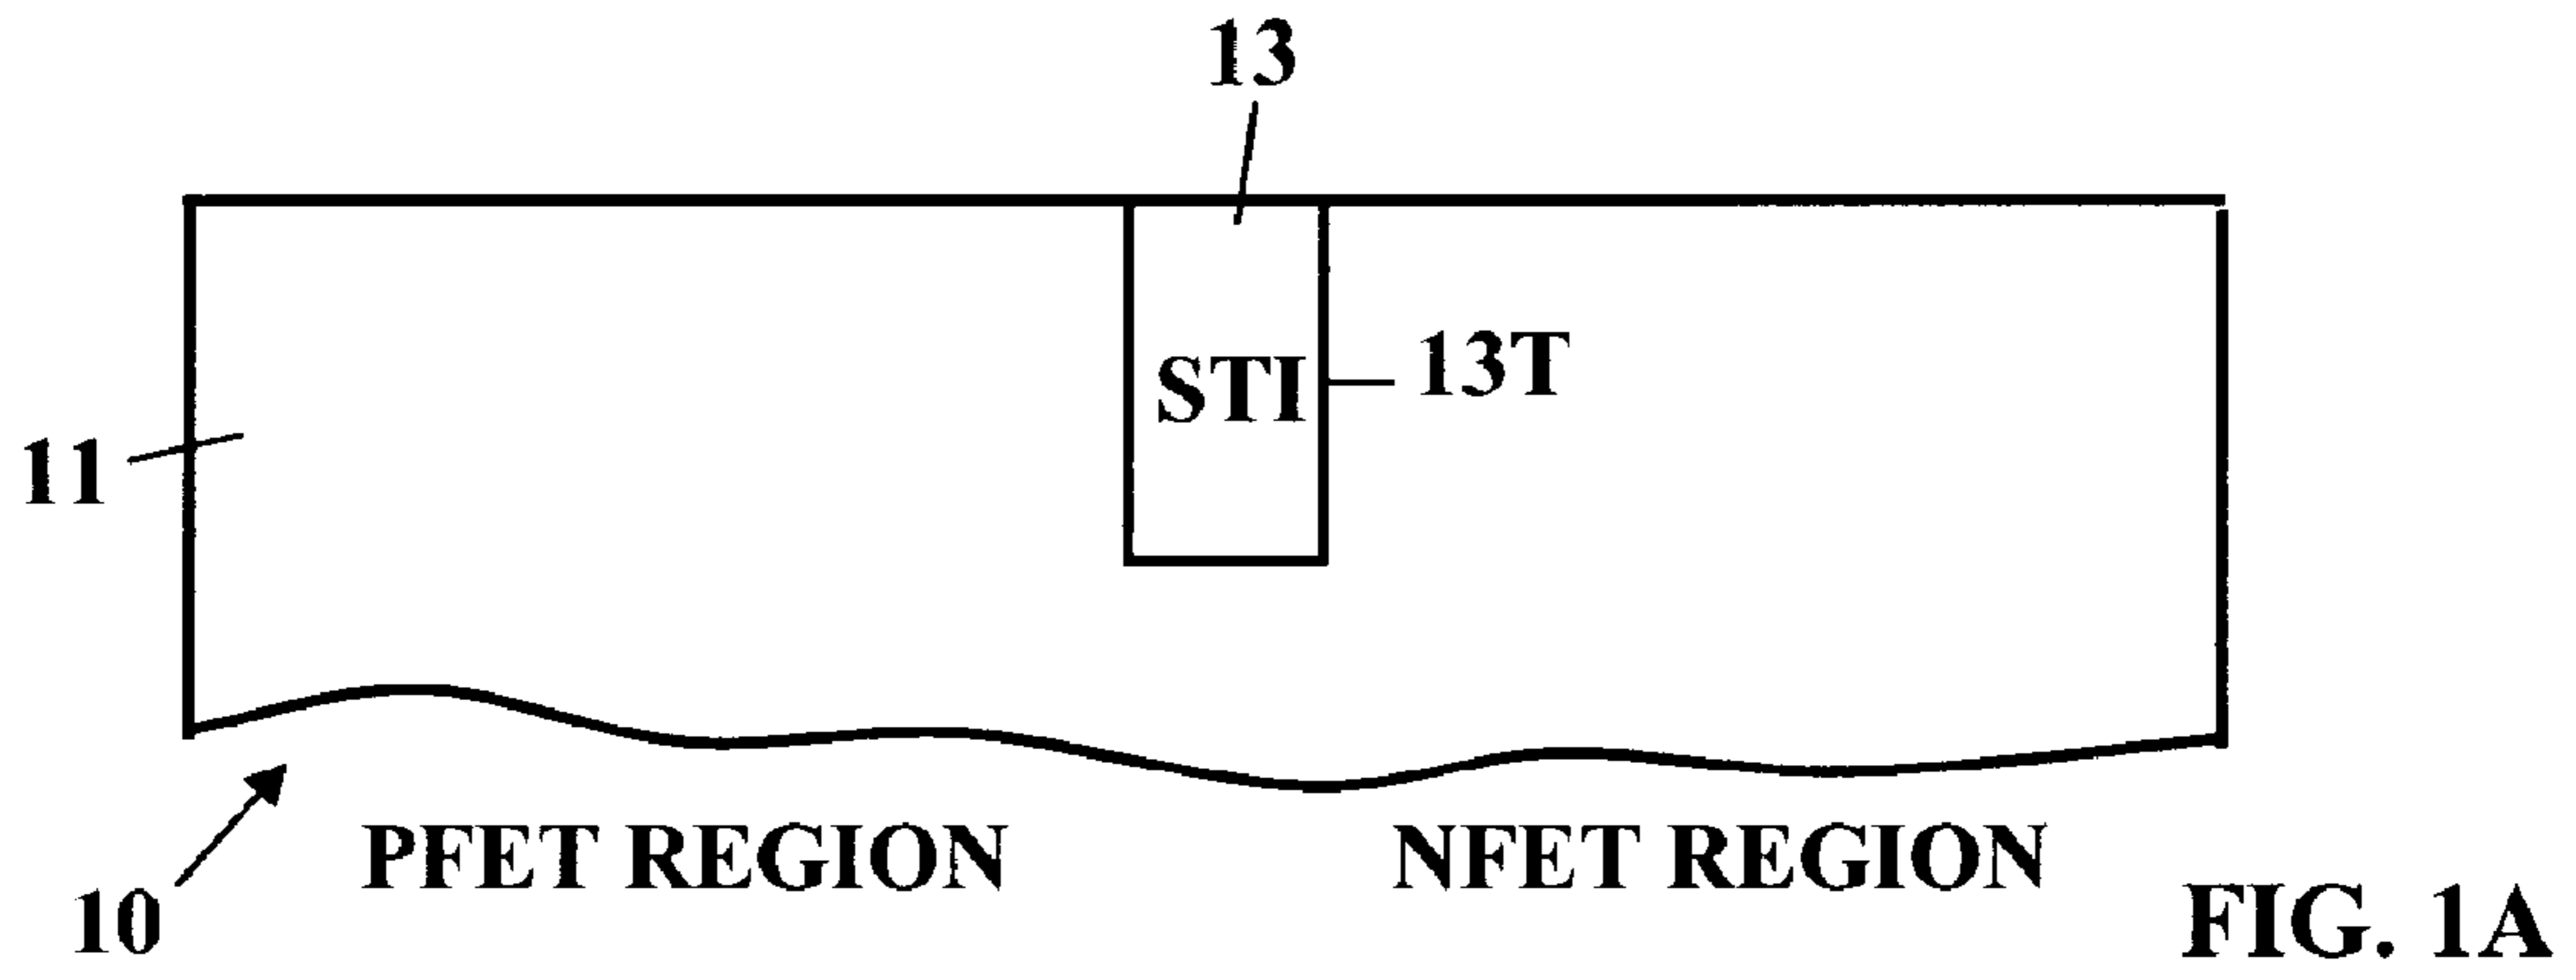 13
STI
13T
11
PFET REGION
NFET REGION
10
FIG. 1A